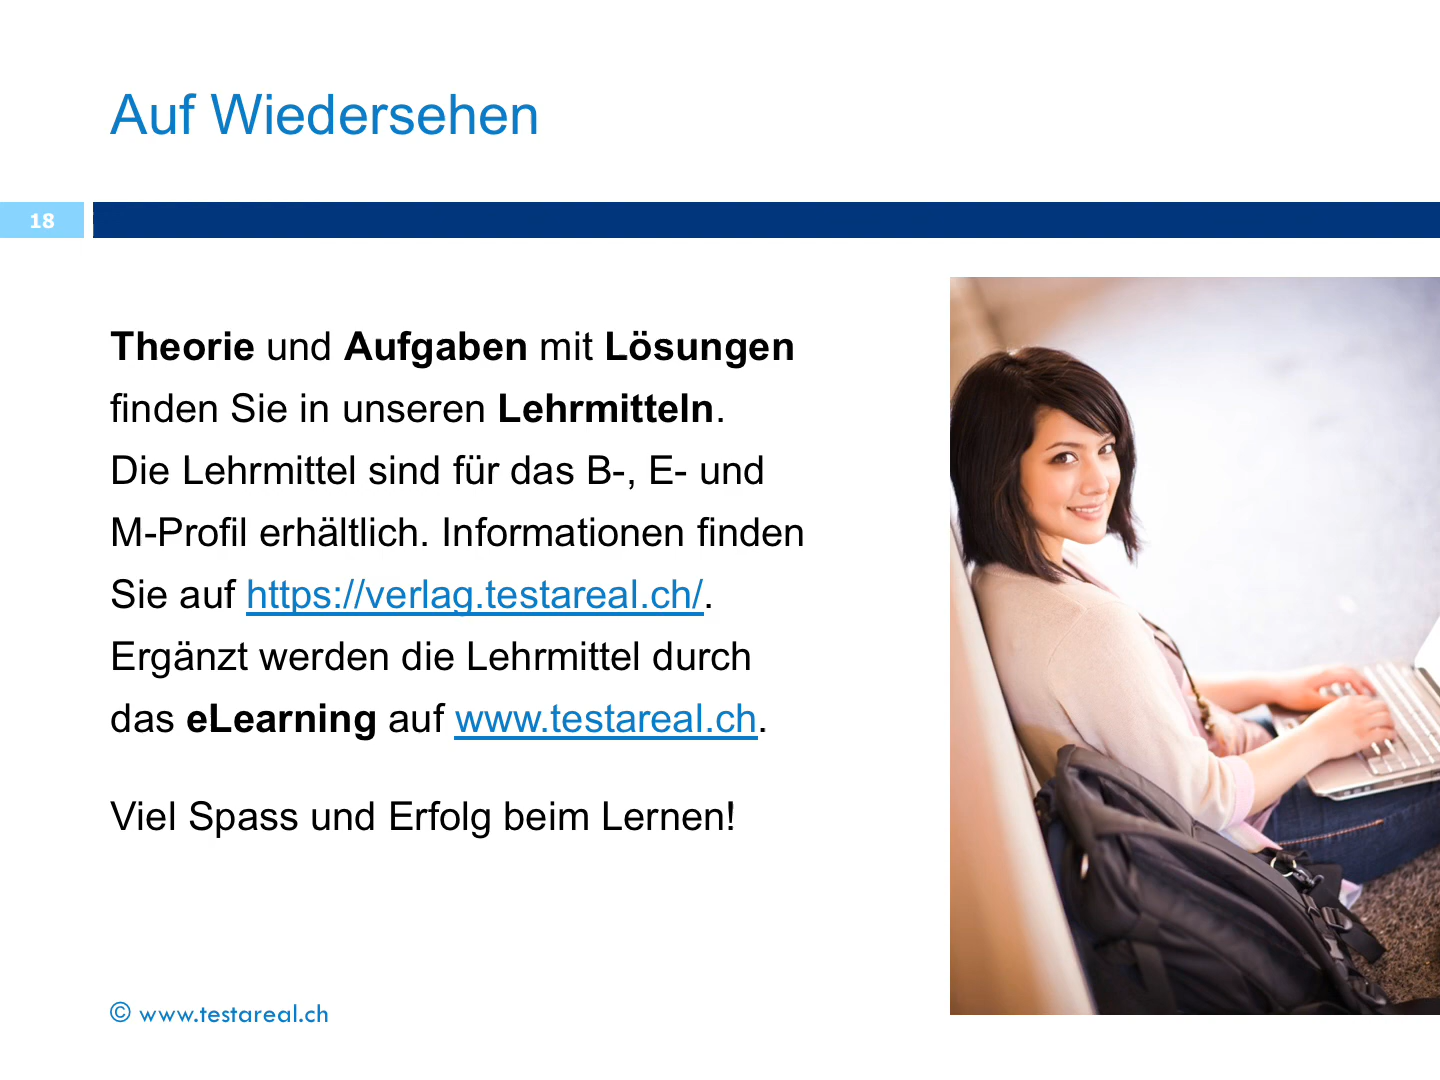 Auf Wiedersehen
18
Theorie und Aufgaben mit Lösungen
finden Sie in unseren Lehrmitteln.
Die Lehrmittel sind für das B-, E- und
M-Profil erhältlich. Informationen finden
Sie auf https://verlag.testareal.ch/.
Ergänzt werden die Lehrmittel durch
das eLearning auf www.testareal.ch.
Viel Spass und Erfolg beim Lernen!
© www.testareal.ch